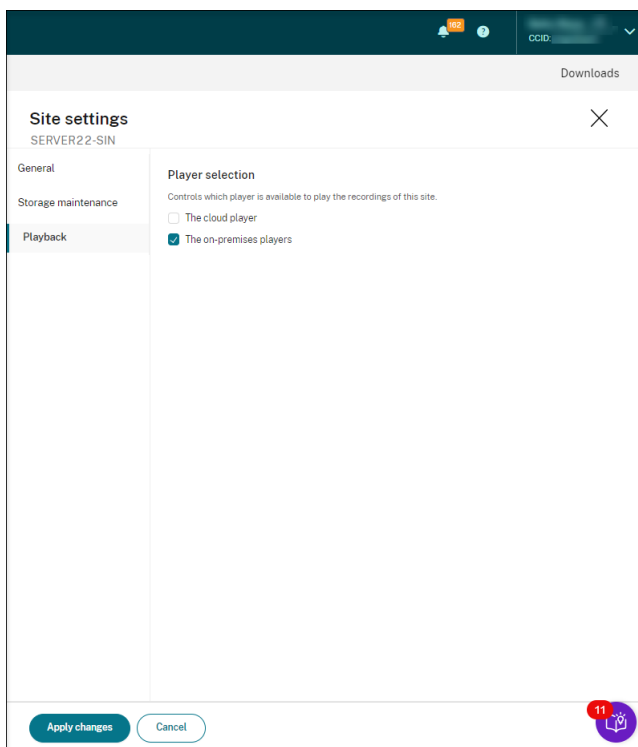 162
?
CCID:
Downloads
Site settings
SERVER22-SIN
General
Storage maintenance
Playback
Player selection
Controls which player is available to play the recordings of this site.
The cloud player
The on-premises players
Apply changes
Cancel
11